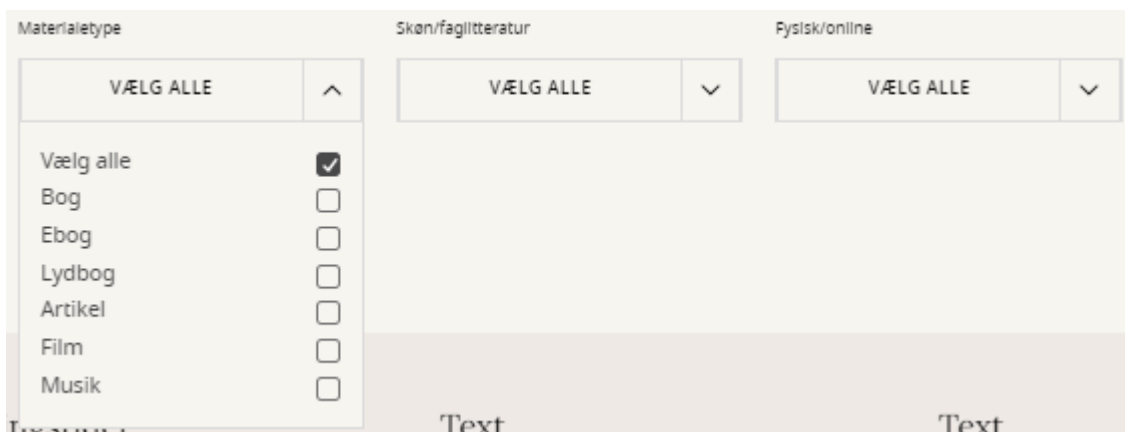 Materialetype Skøn/faglitteratur Fysisk/online
VÆLG ALLE VÆLG ALLE VÆLG ALLE
Vælg alle
Bog
Ebog
Lydbog
Artikel
Film
Musik
Text Text